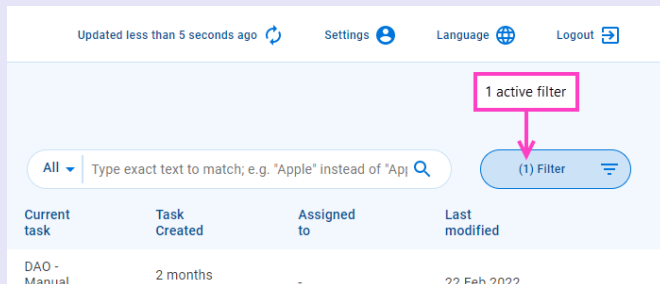 Updated less than 5 seconds ago Settings Language Logout
1 active filter
All Type exact text to match; e.g. "Apple" instead of "Ap (1) Filter
Current Task Assigned Last
task Created to modified
DAO - 2 months
Manual - 22 Feb 2022